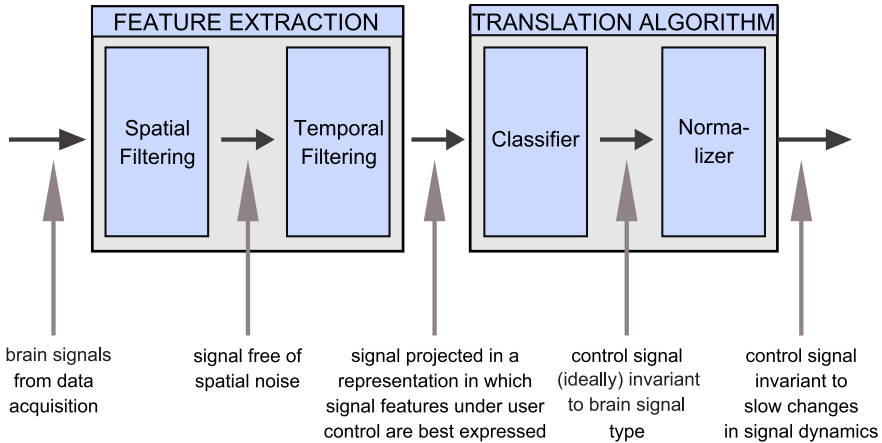 FEATURE EXTRACTION
TRANSLATION ALGORITHM
Spatial
Filtering
Temporal
Filtering
Classifier
Norma-
lizer
brain signals
from data
acquisition
signal free of
spatial noise
signal projected in a
representation in which
signal features under user
control are best expressed
control signal
(ideally) invariant
to brain signal
type
control signal
invariant to
slow changes
in signal dynamics